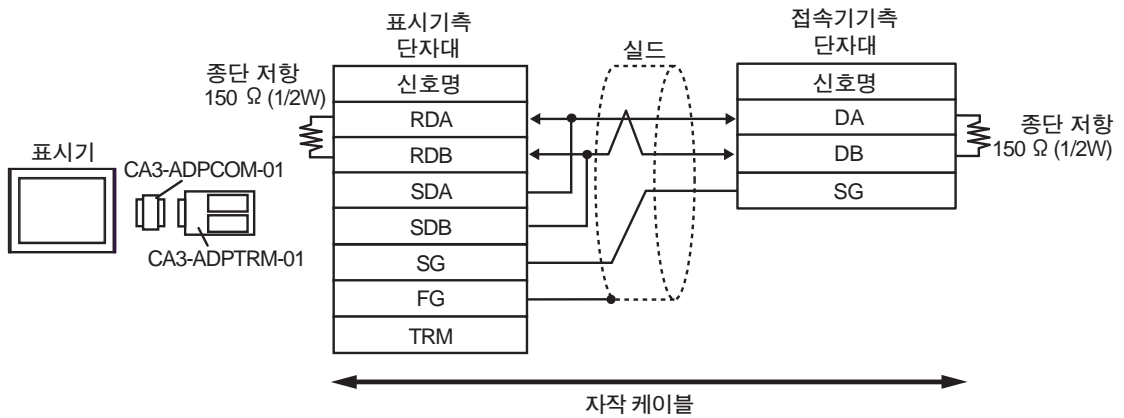 표시기측
단자대
접속기기측
단자대
실드
종단 저항
150 Ω (1/2W)
신호명
RDA
RDB
SDA
SDB
SG
FG
TRM
신호명
DA
DB
SG
종단 저항
150 Ω (1/2W)
표시기
CA3-ADPCOM-01
CA3-ADPTRM-01
자작 케이블